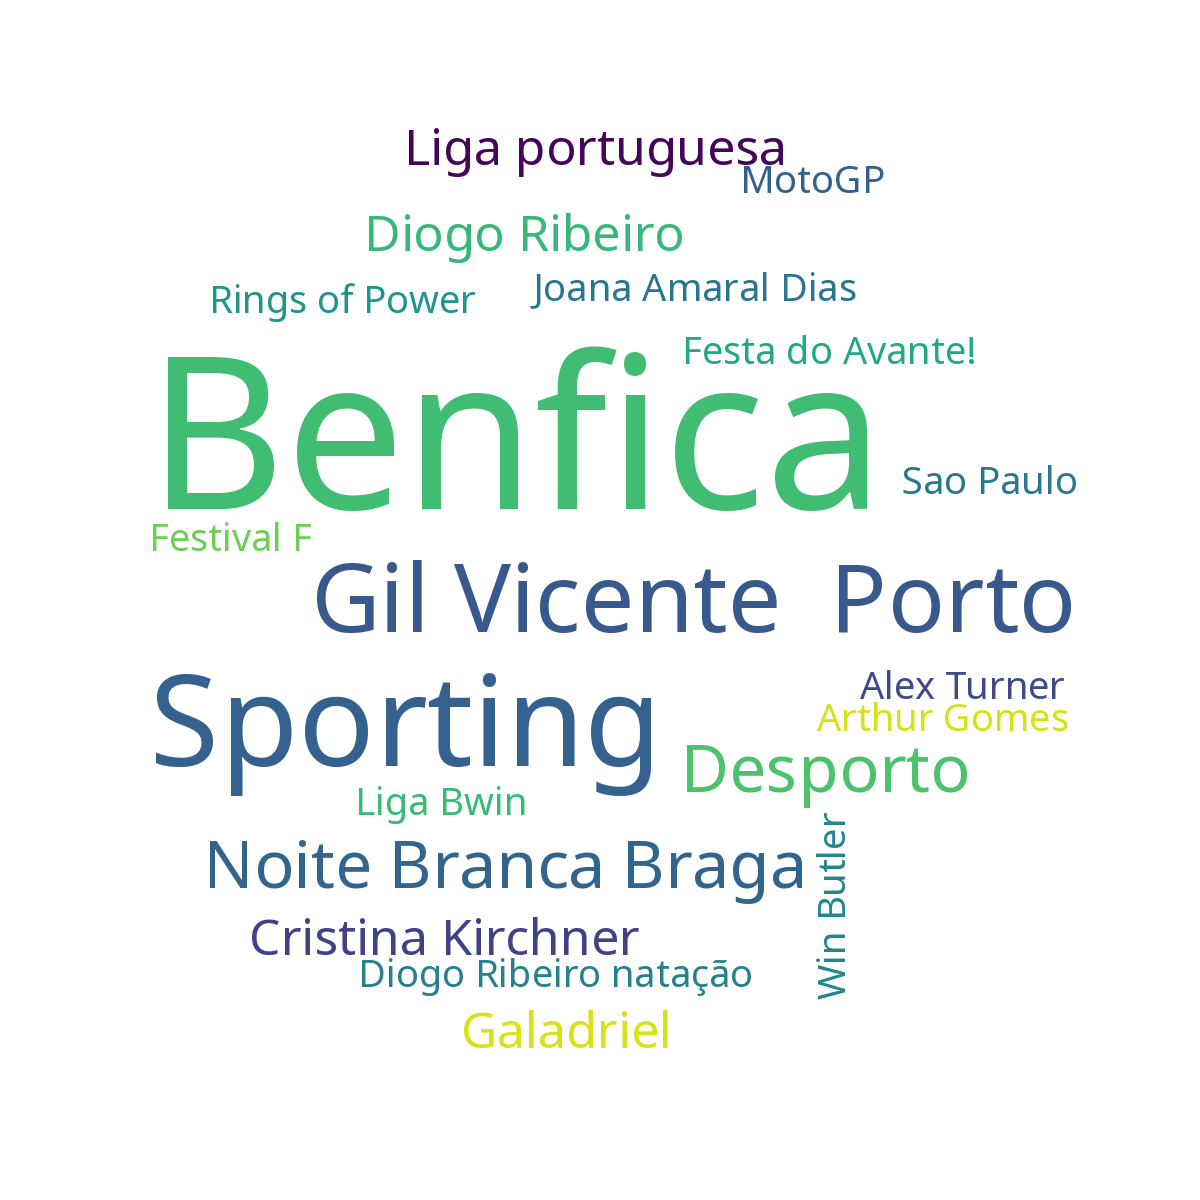 Liga portuguesa
MotoGP
Diogo Ribeiro
Joana Amaral Dias
Rings of Power
Festa do Avante!
Benfica
Sao Paulo
Festival F
Gil Vicente
Porto
Alex Turner
Arthur Gomes
Sporting
Desporto
Liga Bwin
Noite Branca Braga
Win Butler
Cristina Kirchner
Diogo Ribeiro natação
Galadriel